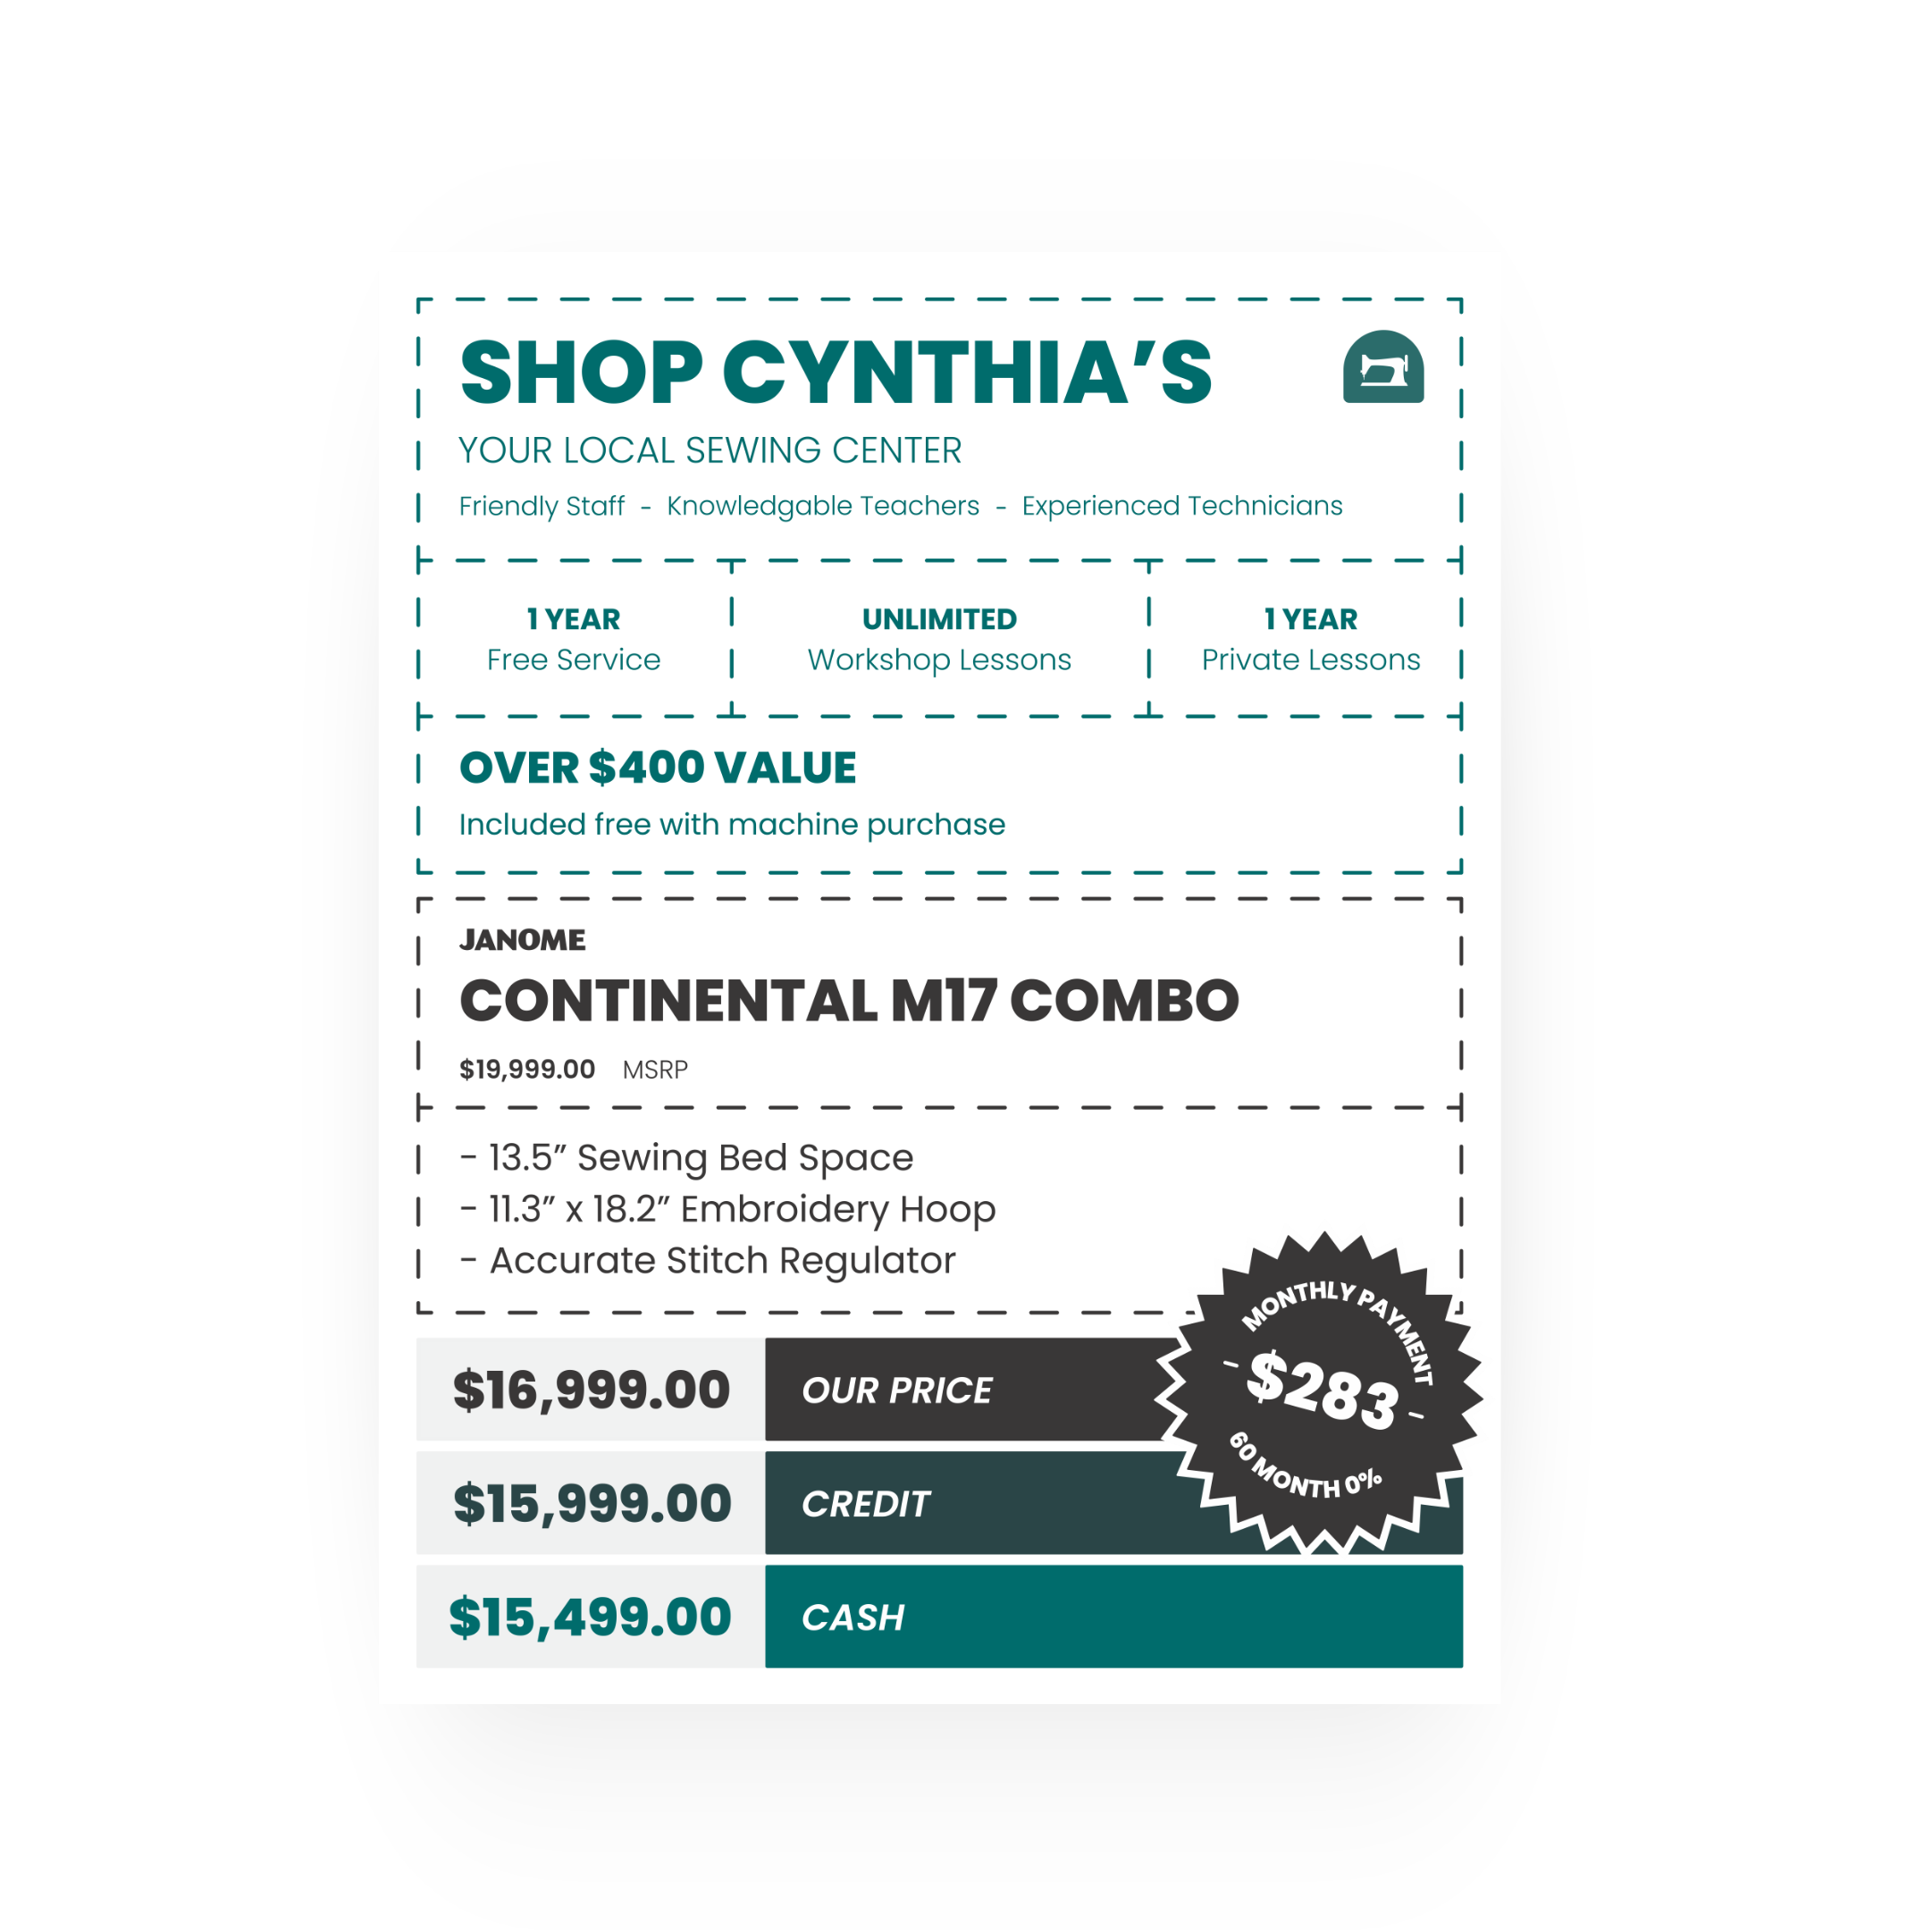 SHOP CYNTHIA’S
YOUR LOCAL SEWING CENTER
Friendly Staff - Knowledgable Teachers - Experienced Technicians
1 YEAR
Free Service
UNLIMITED
Workshop Lessons
1 YEAR
Private Lessons
OVER $400 VALUE
Included free with machine purchase
JANOME
CONTINENTAL M17 COMBO
$19,999.00 MSRP
- 13.5” Sewing Bed Space
- 11.3” x 18.2” Embroidery Hoop
- Accurate Stitch Regulator
MONTHLY PAYMENT
- $283 -
60 MONTH 0%
$16,999.00 OUR PRICE
$15,999.00 CREDIT
$15,499.00 CASH